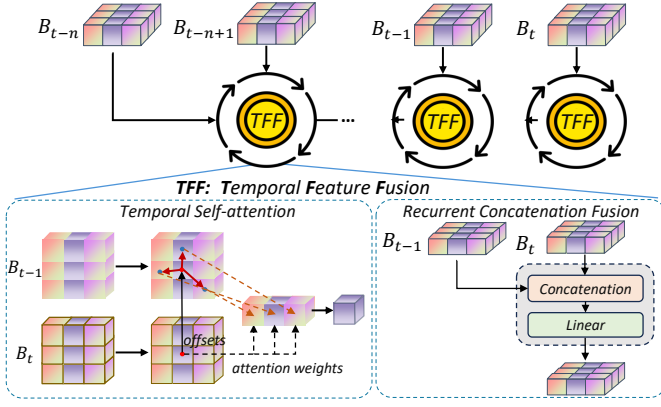 B_{t-n} B_{t-n+1} B_{t-1} B_t
TFF ... TFF TFF
TFF: Temporal Feature Fusion
Temporal Self-attention
B_{t-1}
B_t
offsets
attention weights
Recurrent Concatenation Fusion
B_{t-1} B_t
Concatenation
Linear